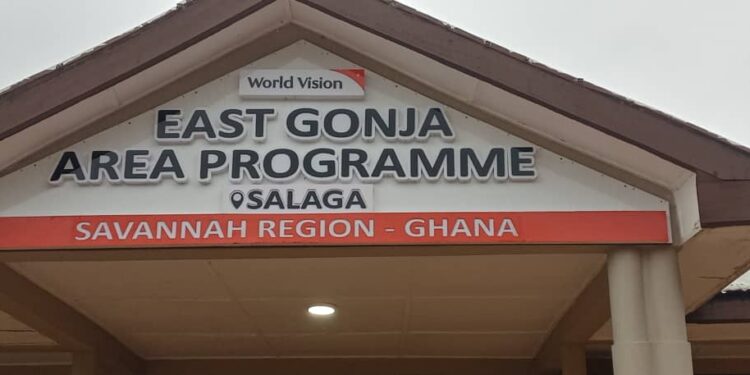 World Vision
EAST GONJA
AREA PROGRAMME
SALAGA
SAVANNAH REGION - GHANA